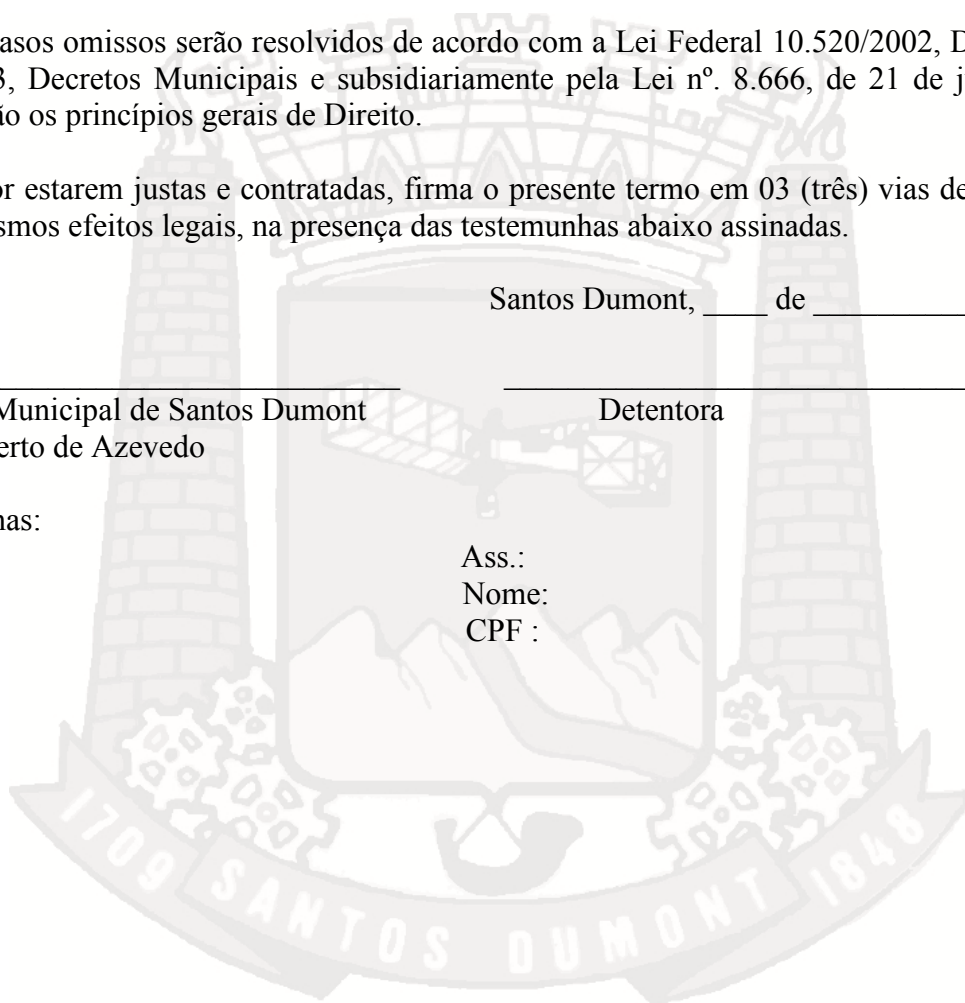 asos omissos serão resolvidos de acordo com a Lei Federal 10.520/2002, D
3, Decretos Municipais e subsidiariamente pela Lei nº. 8.666, de 21 de j
ão os princípios gerais de Direito.
or estarem justas e contratadas, firma o presente termo em 03 (três) vias de
smos efeitos legais, na presença das testemunhas abaixo assinadas.
Santos Dumont, ____ de __________
Municipal de Santos Dumont Detentora
erto de Azevedo
nas:
Ass.:
Nome:
CPF :
1709 SANTOS DUMONT 1848